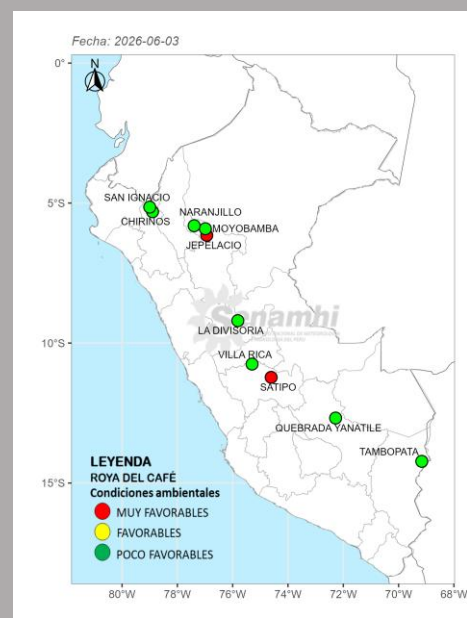 Fecha: 2026-06-03
N
0°
SAN IGNACIO
CHIRINOS
NARANJILLO
MOYOBAMBA
JEPELACIO
5°S
Senamhi
LA DIVISORIA
10°S
VILLA RICA
SATIPO
QUEBRADA YANATILE
TAMBOPATA
LEYENDA
ROYA DEL CAFÉ
Condiciones ambientales
MUY FAVORABLES
FAVORABLES
POCO FAVORABLES
15°S
80°W 78°W 76°W 74°W 72°W 70°W 68°W